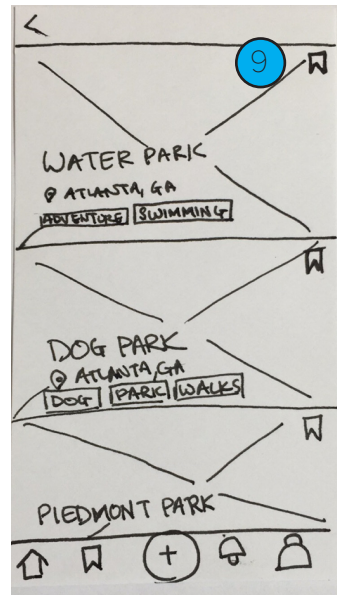 9
WATER PARK
ATLANTA, GA
ADVENTURE SWIMMING
DOG PARK
ATLANTA, GA
DOG PARK WALKS
PIEDMONT PARK